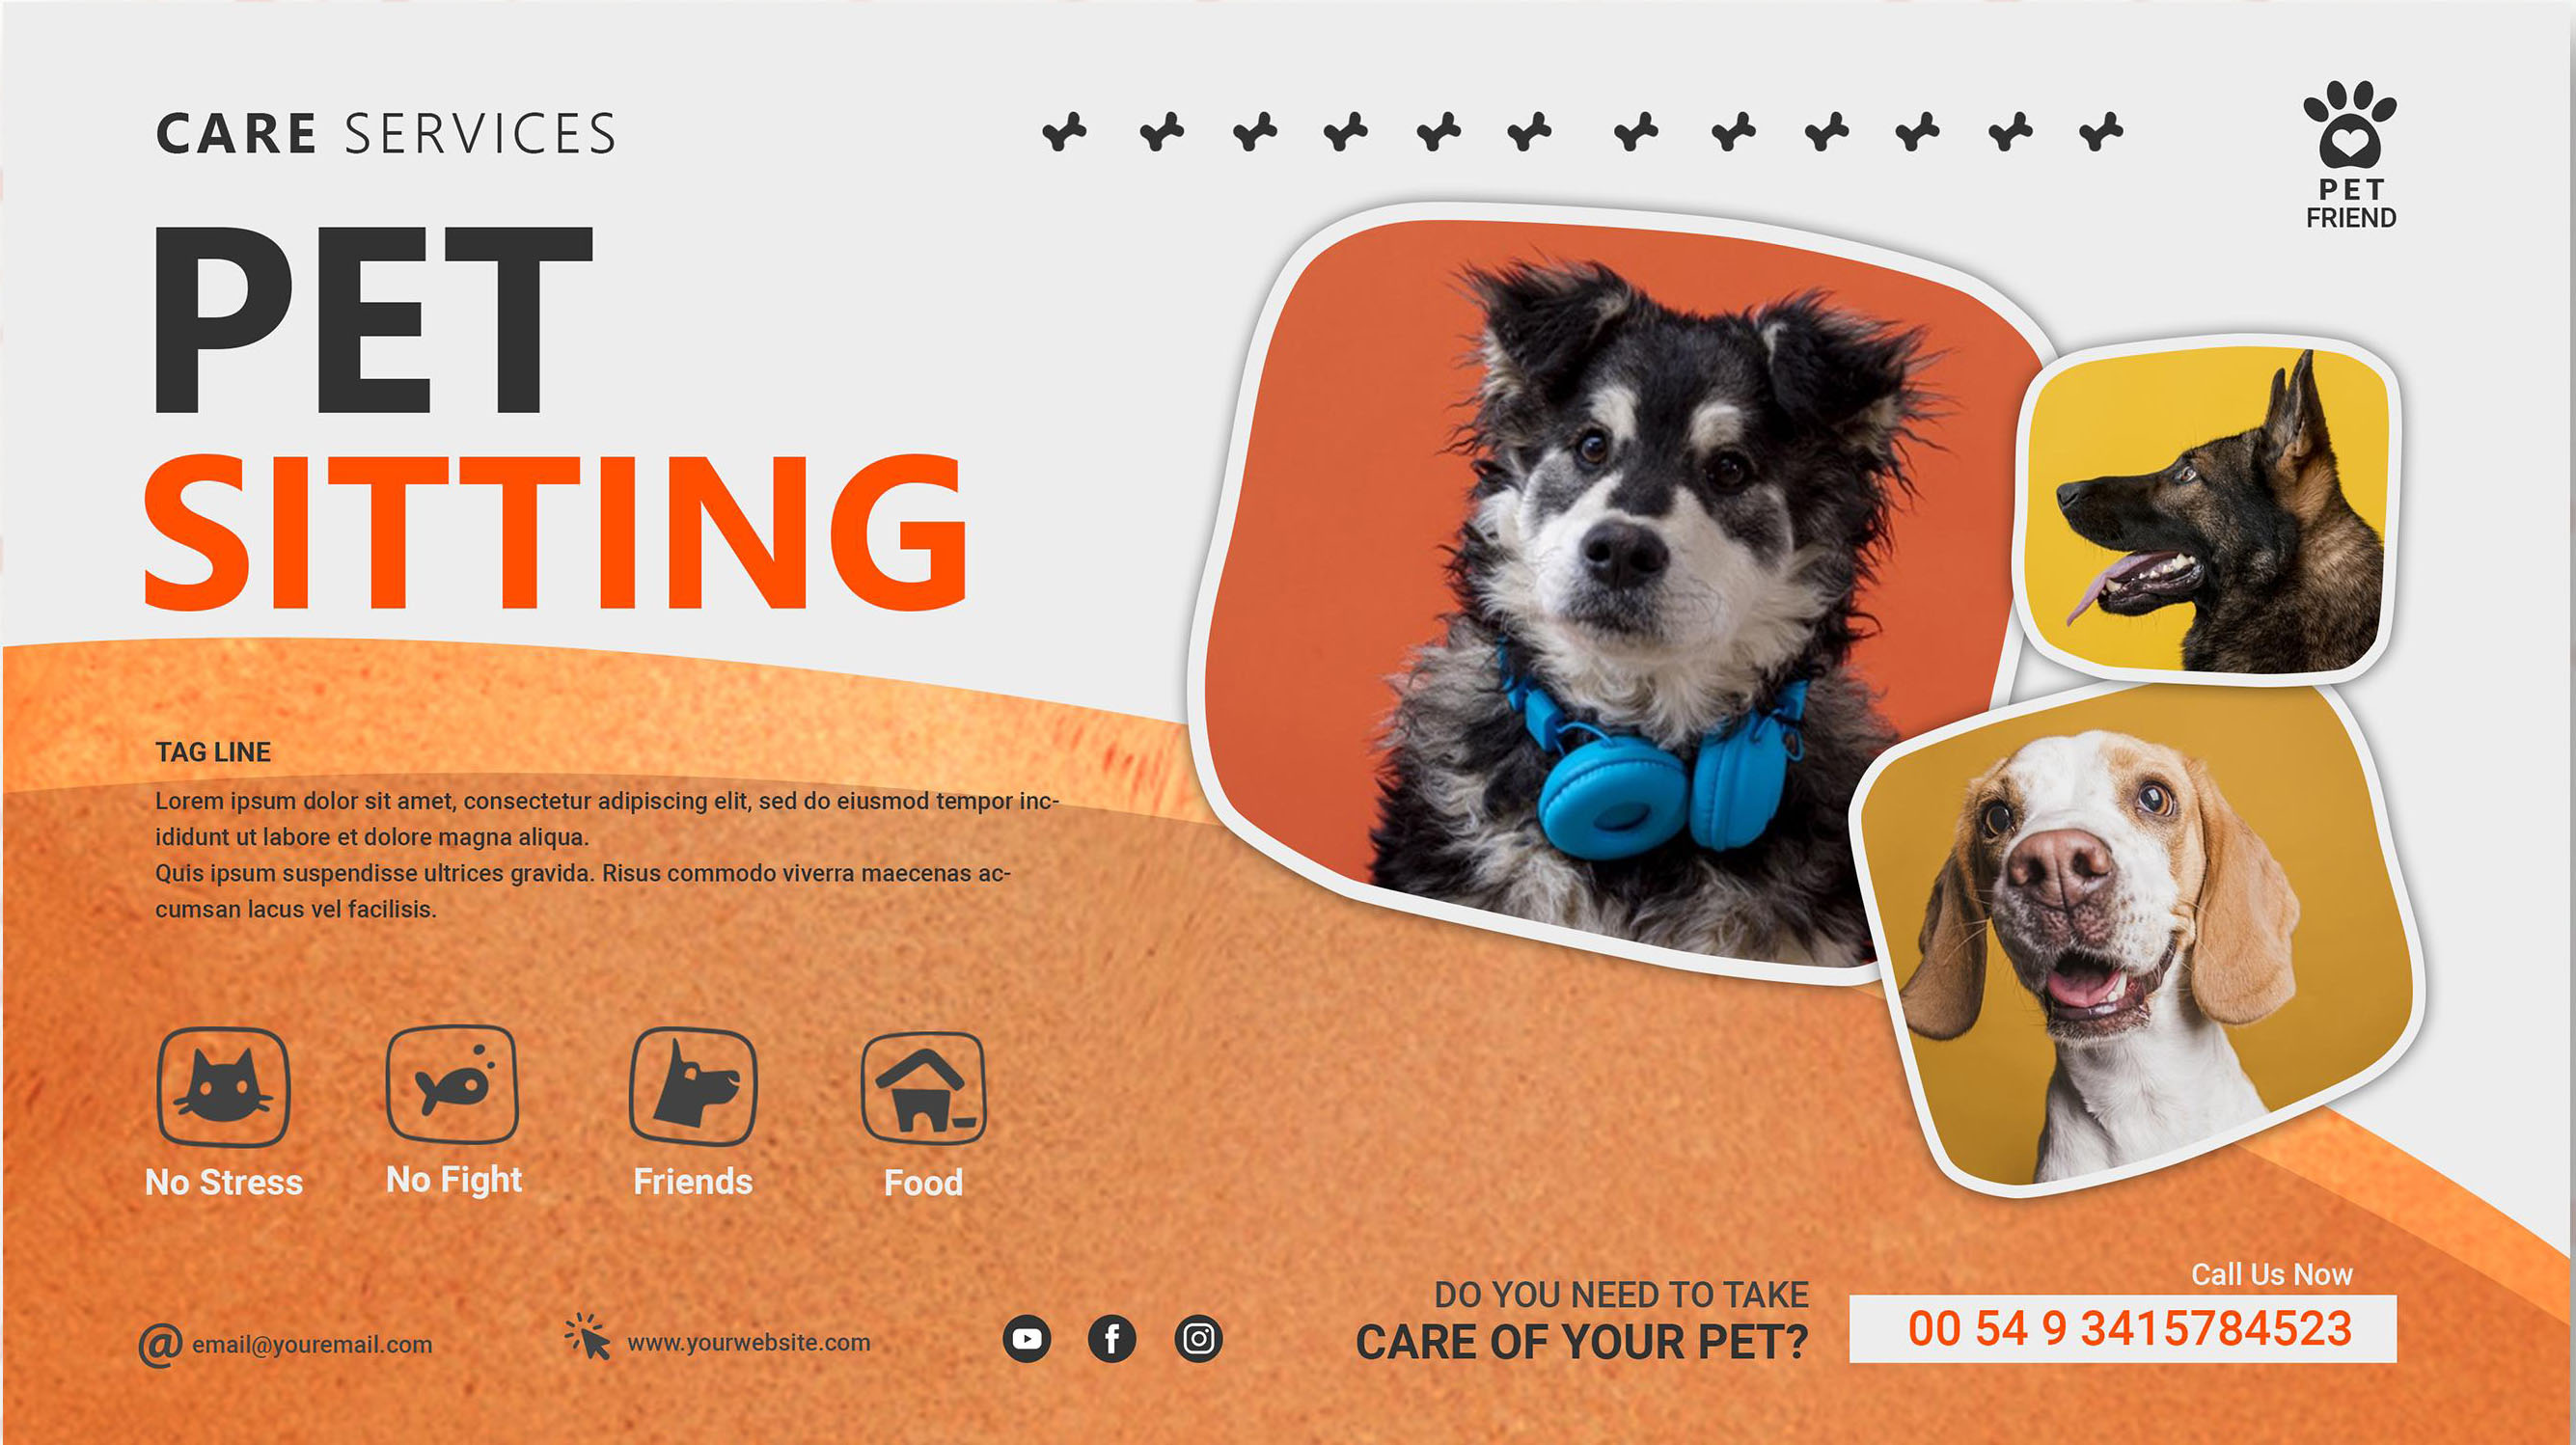 CARE SERVICES
PET
FRIEND
PET
SITTING
TAG LINE
Lorem ipsum dolor sit amet, consectetur adipiscing elit, sed do eiusmod tempor inc-
ididunt ut labore et dolore magna aliqua.
Quis ipsum suspendisse ultrices gravida. Risus commodo viverra maecenas ac-
cumsan lacus vel facilisis.
No Stress
No Fight
Friends
Food
@ email@youremail.com
www.yourwebsite.com
DO YOU NEED TO TAKE
CARE OF YOUR PET?
Call Us Now
00 54 9 3415784523